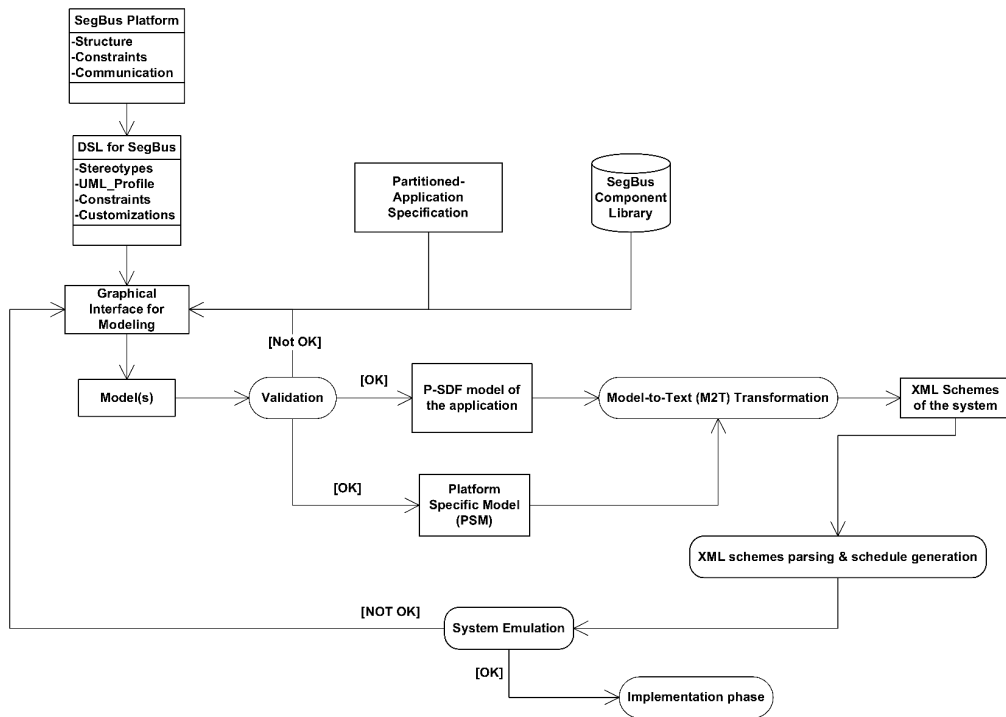 SegBus Platform
-Structure
-Constraints
-Communication
DSL for SegBus
-Stereotypes
-UML_Profile
-Constraints
-Customizations
Partitioned-
Application
Specification
SegBus
Component
Library
Graphical
Interface for
Modeling
[Not OK]
Model(s)
Validation
[OK]
P-SDF model of
the application
Model-to-Text (M2T) Transformation
XML Schemes
of the system
[OK]
Platform
Specific Model
(PSM)
XML schemes parsing & schedule generation
[NOT OK]
System Emulation
[OK]
Implementation phase